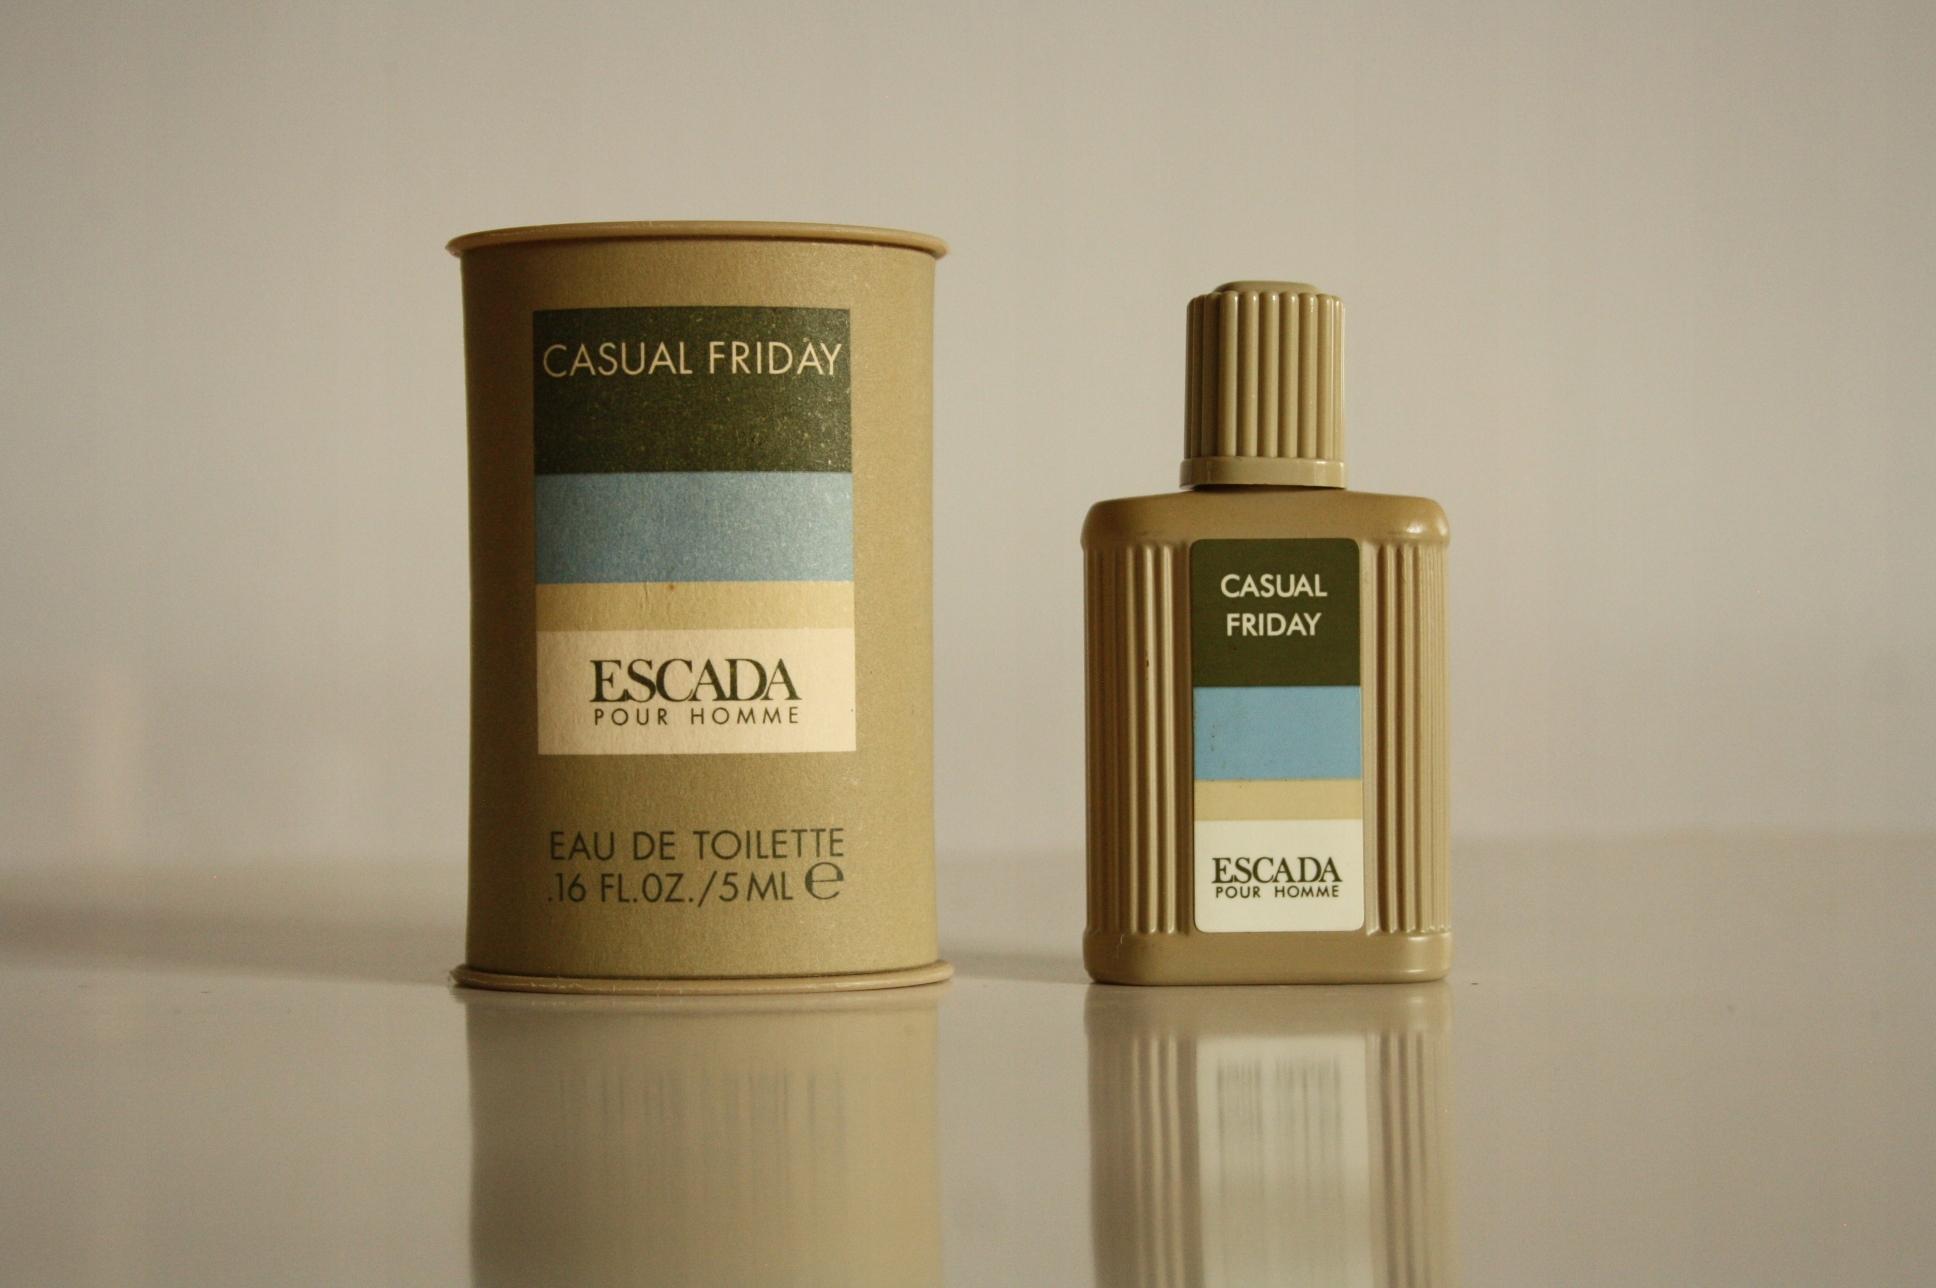 CASUAL FRIDAY
ESCADA
POUR HOMME
EAU DE TOILETTE
.16 FL.OZ./5 ML e
CASUAL
FRIDAY
ESCADA
POUR HOMME